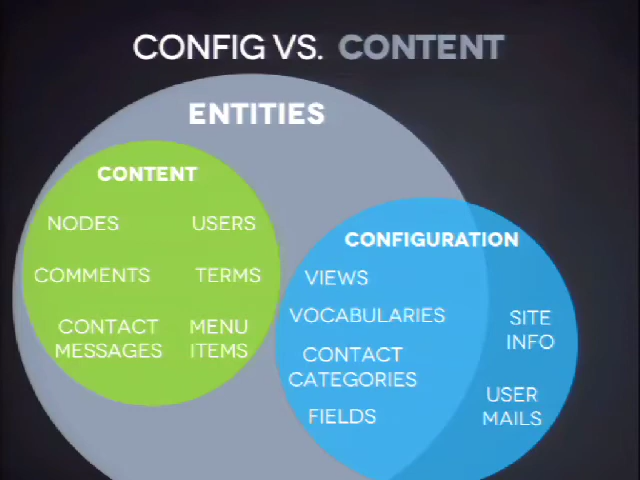 CONFIG VS. CONTENT
ENTITIES
CONTENT
NODES
USERS
COMMENTS
TERMS
CONTACT
MESSAGES
MENU
ITEMS
CONFIGURATION
VIEWS
VOCABULARIES
CONTACT
CATEGORIES
FIELDS
SITE
INFO
USER
MAILS